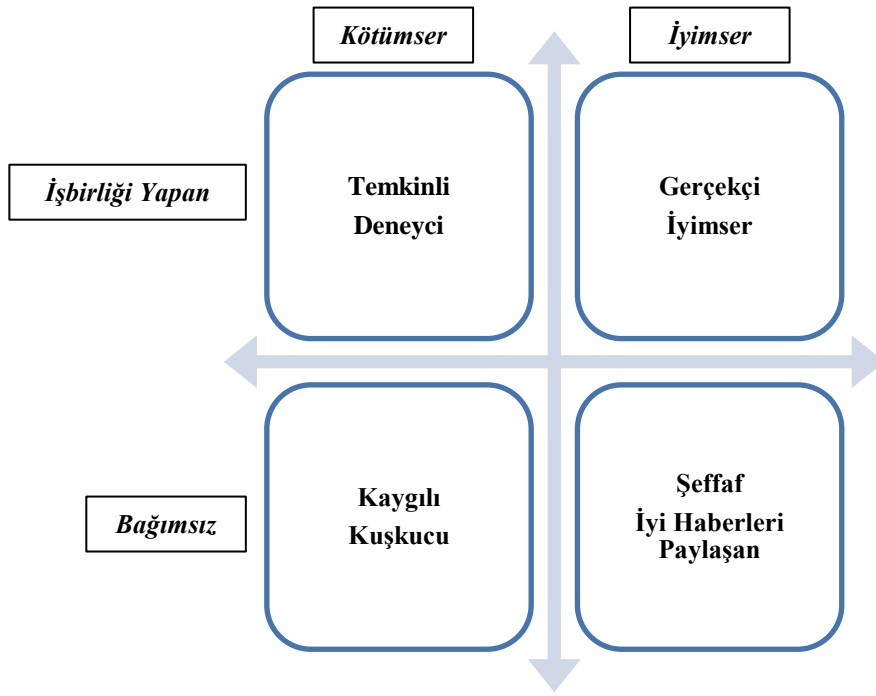 Kötümser
İyimser
İşbirliği Yapan
Temkinli
Deneyci
Gerçekçi
İyimser
Bağımsız
Kaygılı
Kuşkucu
Şeffaf
İyi Haberleri
Paylaşan